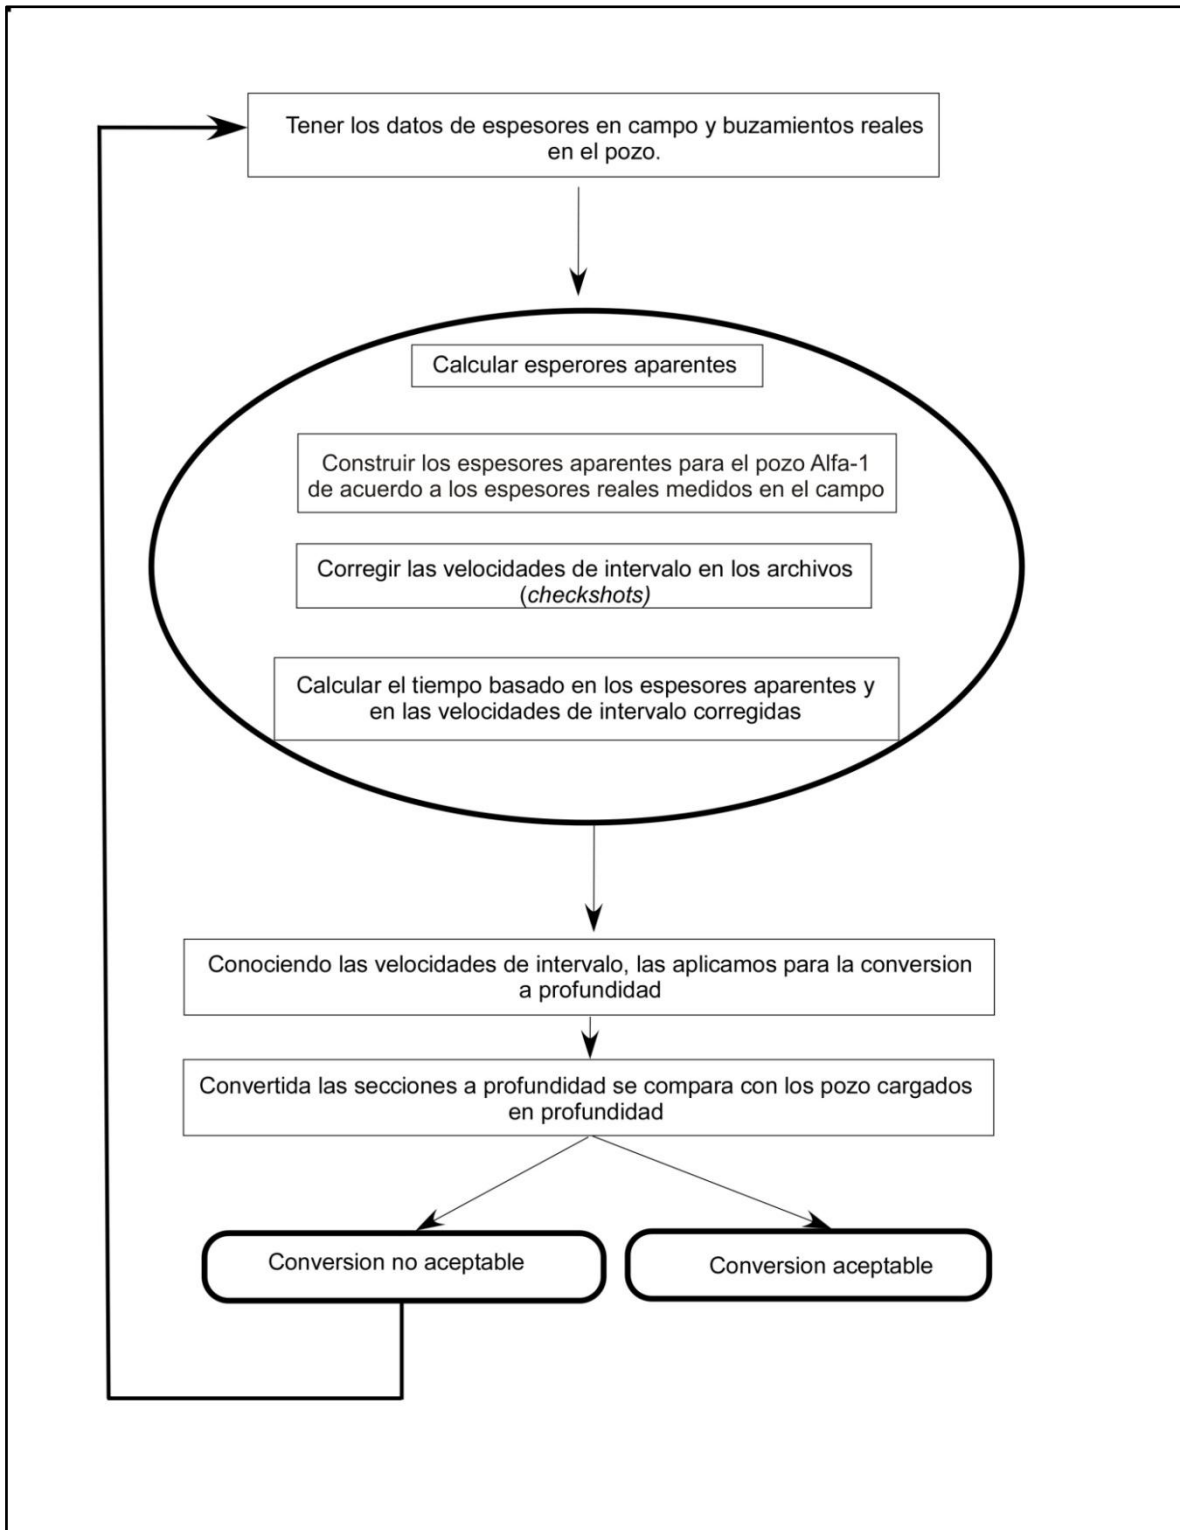 Tener los datos de espesores en campo y buzamientos reales
en el pozo.
Calcular esperores aparentes
Construir los espesores aparentes para el pozo Alfa-1
de acuerdo a los espesores reales medidos en el campo
Corregir las velocidades de intervalo en los archivos
(checkshots)
Calcular el tiempo basado en los espesores aparentes y
en las velocidades de intervalo corregidas
Conociendo las velocidades de intervalo, las aplicamos para la conversion
a profundidad
Convertida las secciones a profundidad se compara con los pozo cargados
en profundidad
Conversion no aceptable
Conversion aceptable